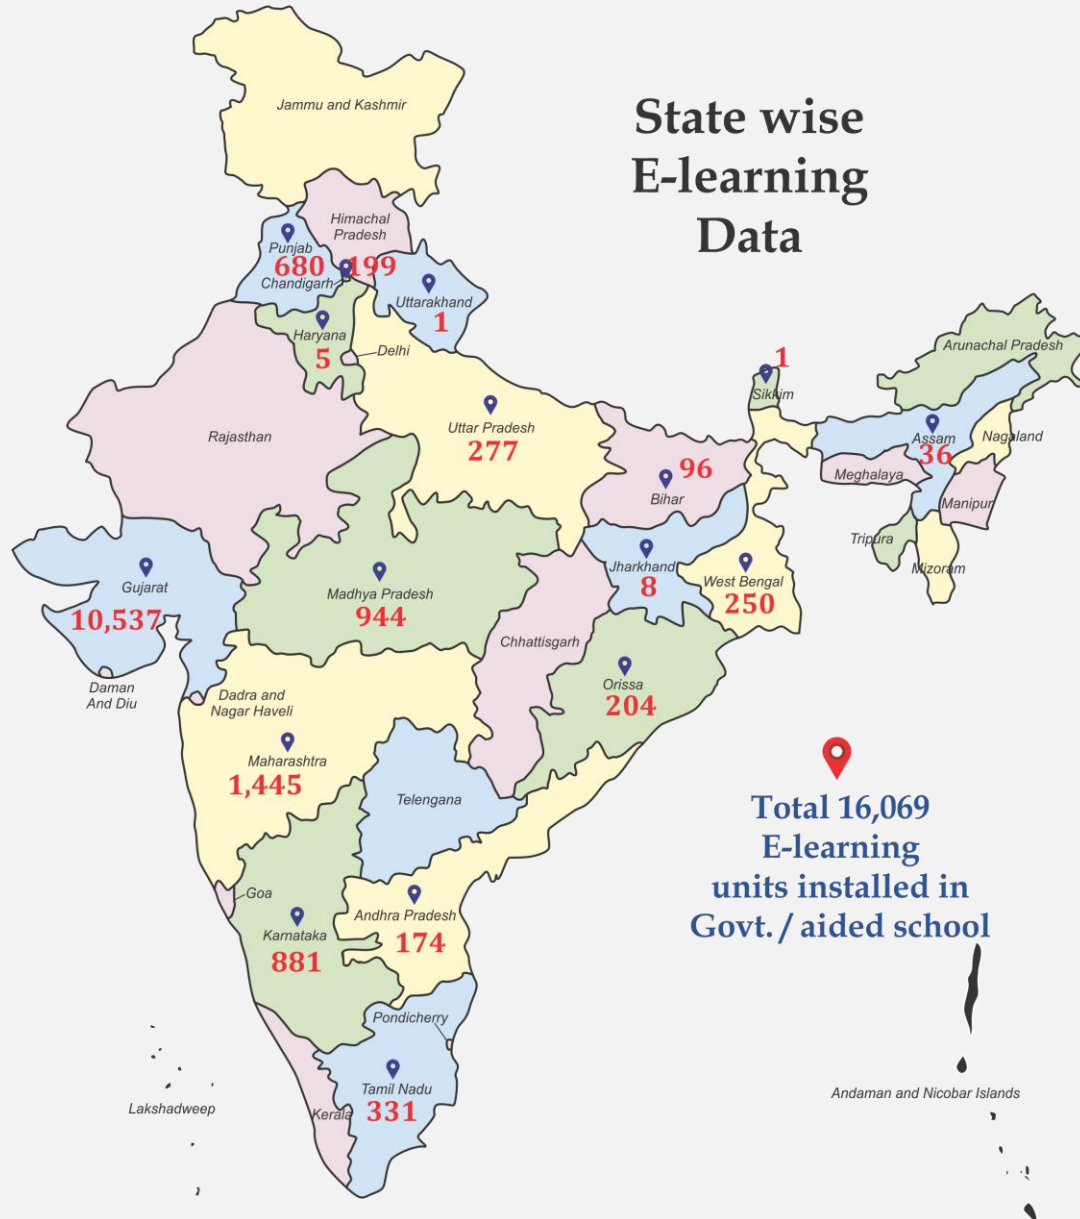 State wise
E-learning
Data
Jammu and Kashmir
Himachal
Pradesh
Punjab
680
199
Chandigarh
Uttarakhand
1
Haryana
5
Delhi
1
Sikkim
Arunachal Pradesh
Rajasthan
Uttar Pradesh
277
96
Bihar
Assam
36
Nagaland
Meghalaya
Manipur
Tripura
Mizoram
Gujarat
10,537
Madhya Pradesh
944
Jharkhand
8
West Bengal
250
Chhattisgarh
Daman
And Diu
Dadra and
Nagar Haveli
Orissa
204
Maharashtra
1,445
Telengana
Total 16,069
E-learning
units installed in
Govt. / aided school
Goa
Karnataka
881
Andhra Pradesh
174
Pondicherry
Tamil Nadu
331
Kerala
Lakshadweep
Andaman and Nicobar Islands